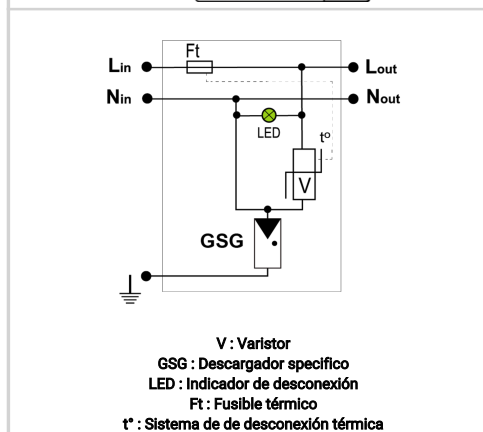 Ft
Lin Lout
Nin Nout
LED
t°
V
GSG
V : Varistor
GSG : Descargador specifico
LED : Indicador de desconexión
Ft : Fusible térmico
t° : Sistema de de desconexión térmica